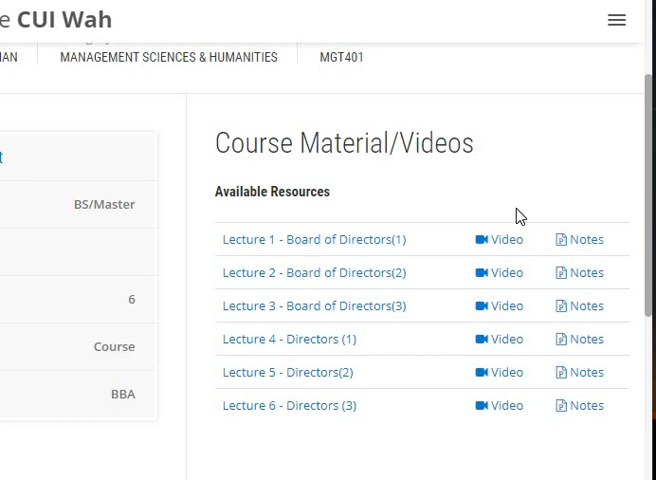 e CUI Wah
IAN MANAGEMENT SCIENCES & HUMANITIES MGT401
t
BS/Master
6
Course
BBA
Course Material/Videos
Available Resources
Lecture 1 - Board of Directors(1) Video Notes
Lecture 2 - Board of Directors(2) Video Notes
Lecture 3 - Board of Directors(3) Video Notes
Lecture 4 - Directors (1) Video Notes
Lecture 5 - Directors(2) Video Notes
Lecture 6 - Directors (3) Video Notes